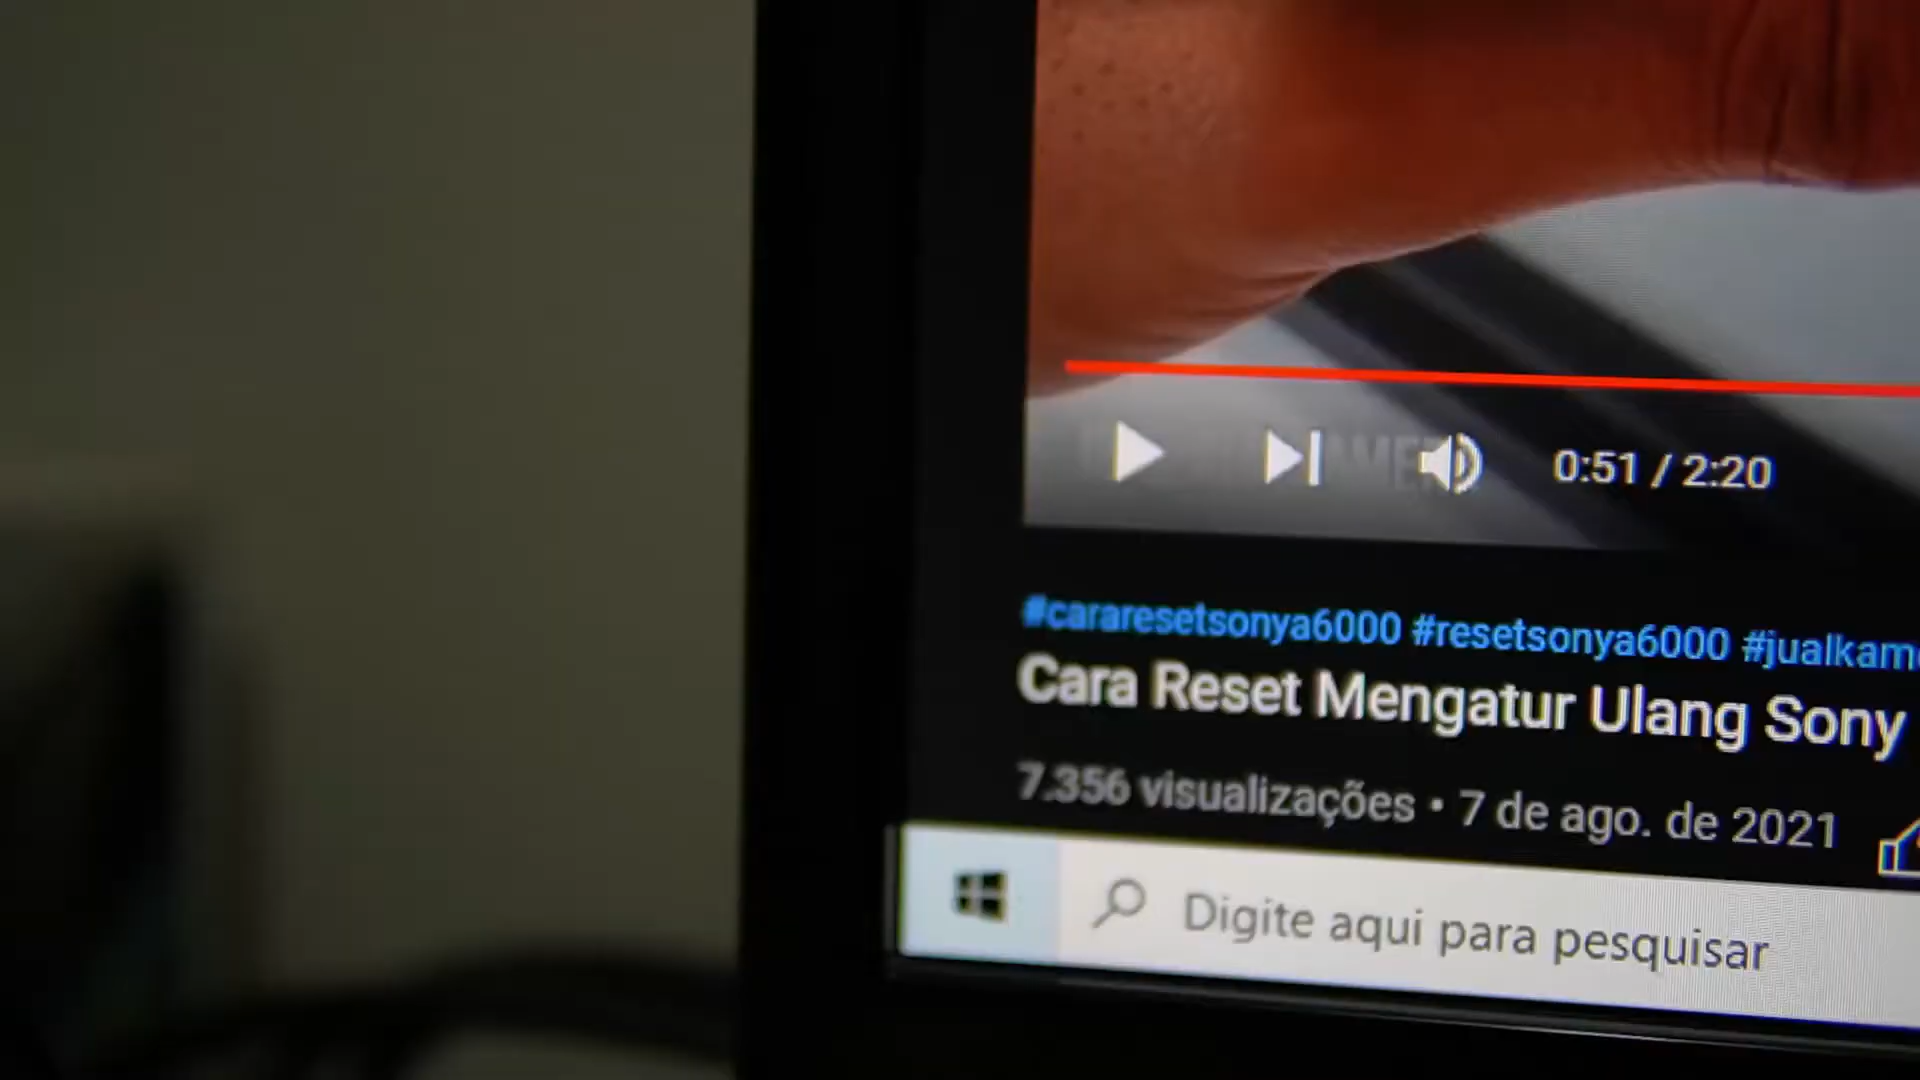 0:51 / 2:20
#cararesetsonya6000 #resetsonya6000 #jualkam
Cara Reset Mengatur Ulang Sony
7.356 visualizações • 7 de ago. de 2021
Digite aqui para pesquisar